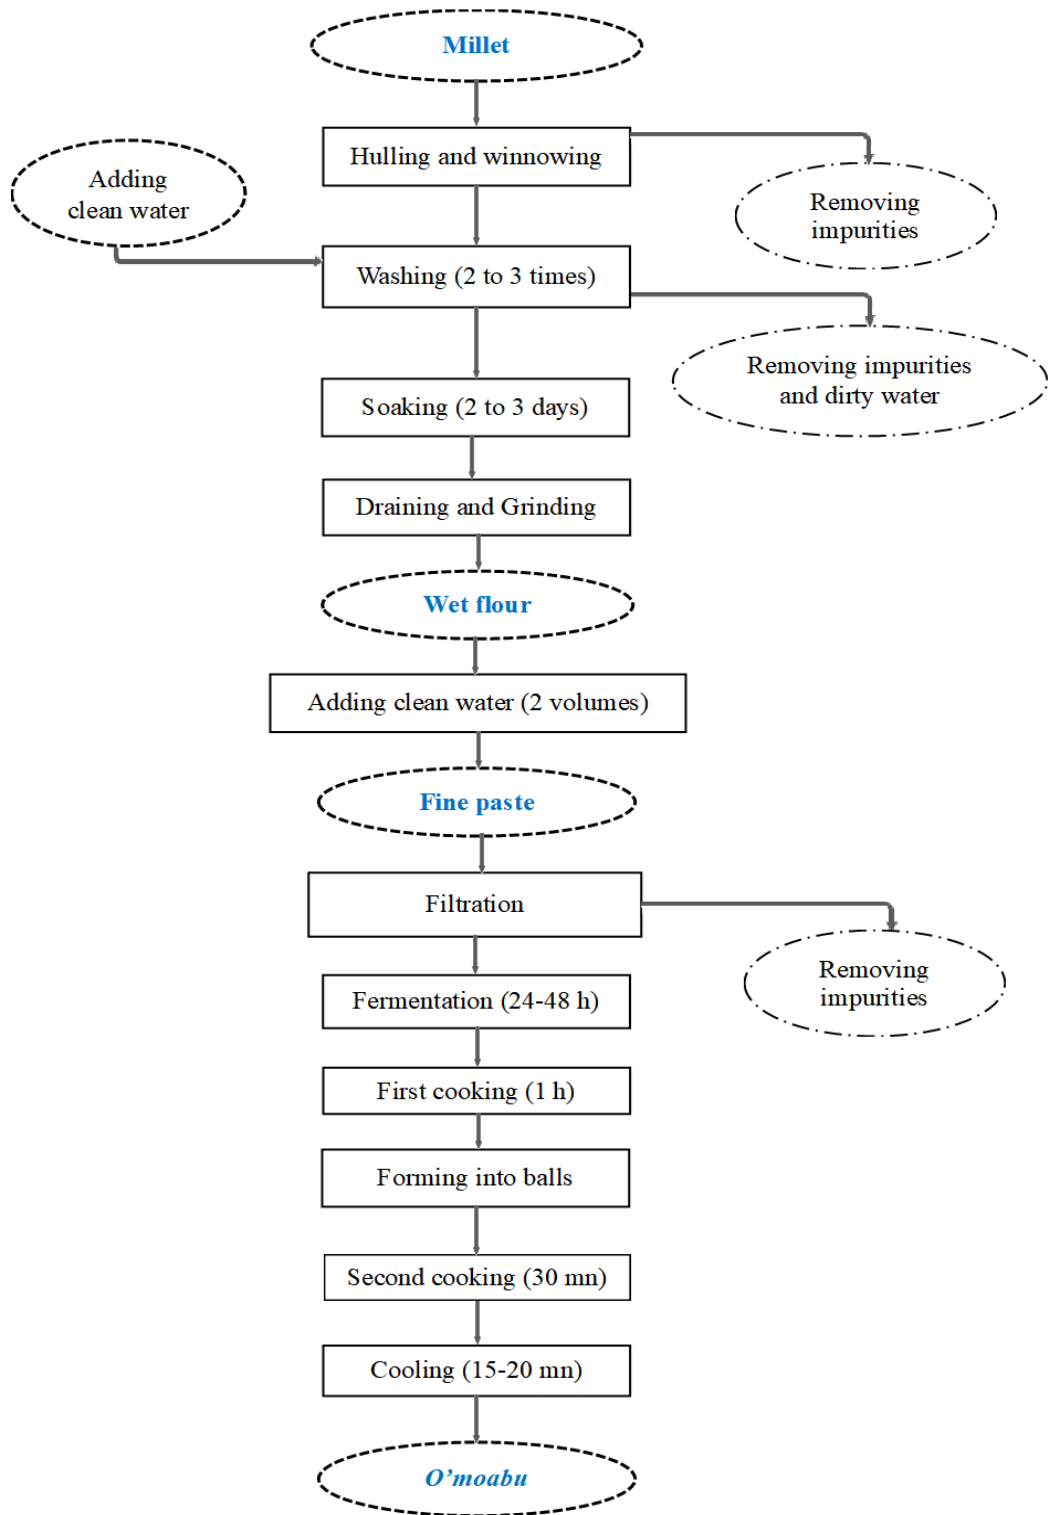 Millet
Hulling and winnowing
Removing
impurities
Adding
clean water
Washing (2 to 3 times)
Removing impurities
and dirty water
Soaking (2 to 3 days)
Draining and Grinding
Wet flour
Adding clean water (2 volumes)
Fine paste
Filtration
Removing
impurities
Fermentation (24-48 h)
First cooking (1 h)
Forming into balls
Second cooking (30 mn)
Cooling (15-20 mn)
O’moabu